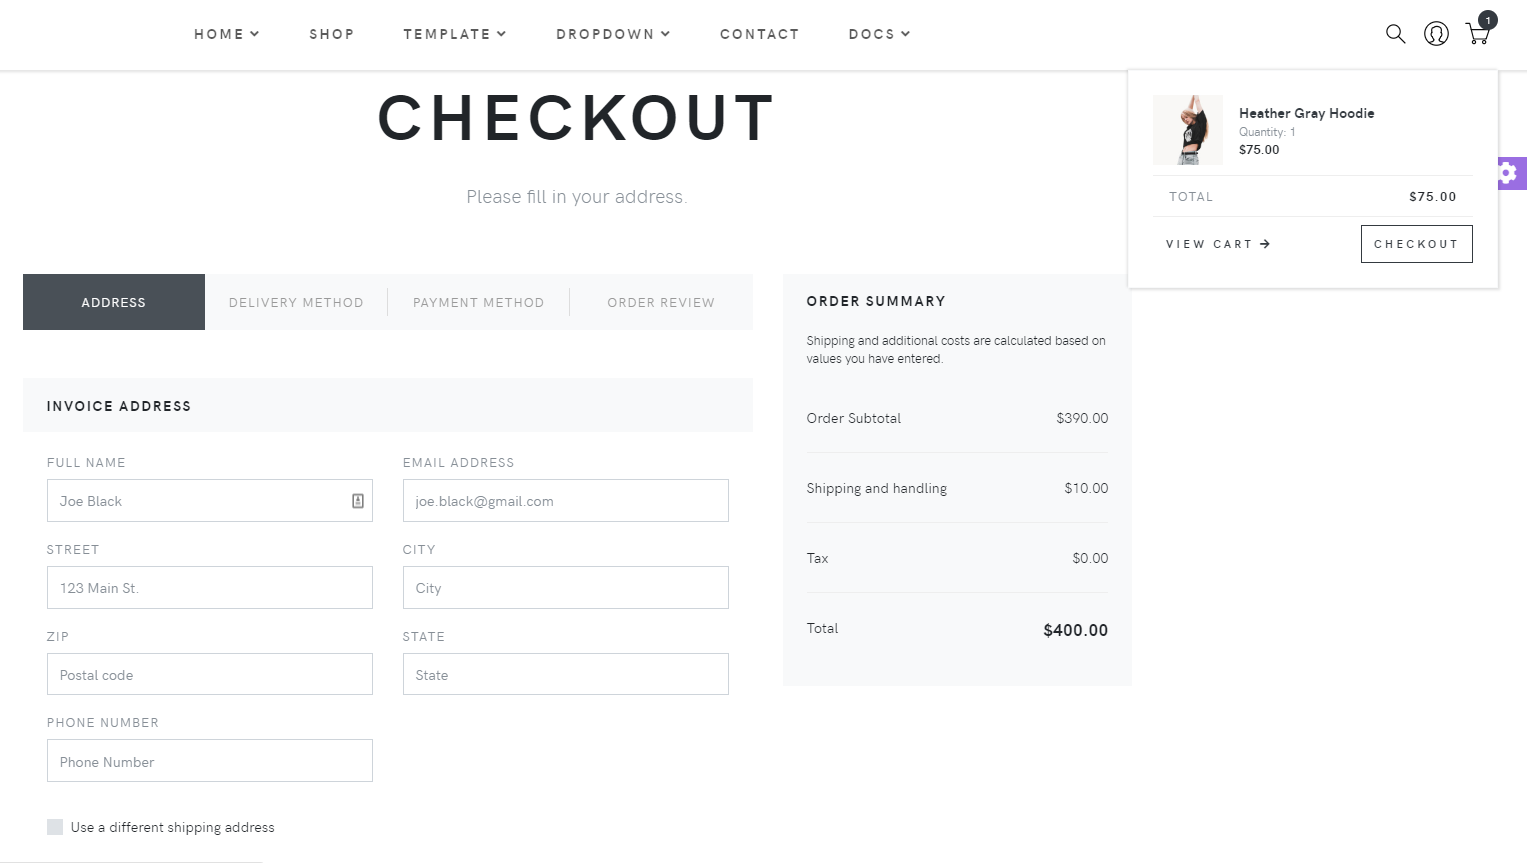 HOME
SHOP
TEMPLATE
DROPDOWN
CONTACT
DOCS
1
CHECKOUT
Please fill in your address.
Heather Gray Hoodie
Quantity: 1
$75.00
TOTAL $75.00
VIEW CART
CHECKOUT
ADDRESS
DELIVERY METHOD
PAYMENT METHOD
ORDER REVIEW
INVOICE ADDRESS
FULL NAME
Joe Black
EMAIL ADDRESS
joe.black@gmail.com
STREET
123 Main St.
CITY
City
ZIP
Postal code
STATE
State
PHONE NUMBER
Phone Number
Use a different shipping address
ORDER SUMMARY
Shipping and additional costs are calculated based on
values you have entered.
Order Subtotal $390.00
Shipping and handling $10.00
Tax $0.00
Total $400.00